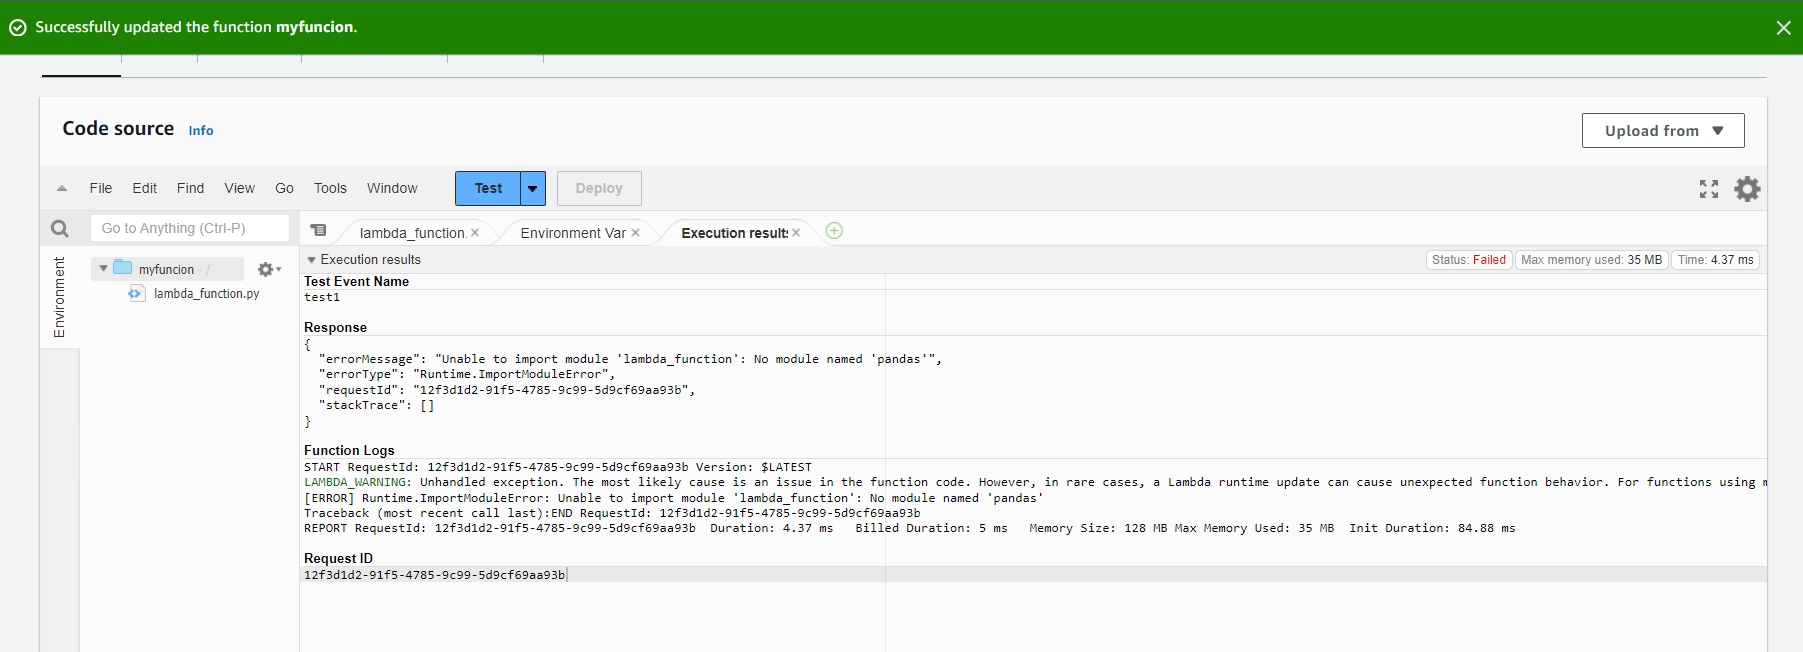 Successfully updated the function myfuncion.
Code source Info
Upload from
File Edit Find View Go Tools Window Test Deploy
Go to Anything (Ctrl-P)
lambda_function. Environment Var Execution results
Environment
myfuncion - /
lambda_function.py
Execution results
Status: Failed Max memory used: 35 MB Time: 4.37 ms
Test Event Name
test1
Response
{
"errorMessage": "Unable to import module 'lambda_function': No module named 'pandas'",
"errorType": "Runtime.ImportModuleError",
"requestId": "12f3d1d2-91f5-4785-9c99-5d9cf69aa93b",
"stackTrace": []
}
Function Logs
START RequestId: 12f3d1d2-91f5-4785-9c99-5d9cf69aa93b Version: $LATEST
LAMBDA_WARNING: Unhandled exception. The most likely cause is an issue in the function code. However, in rare cases, a Lambda runtime update can cause unexpected function behavior. For functions using
[ERROR] Runtime.ImportModuleError: Unable to import module 'lambda_function': No module named 'pandas'
Traceback (most recent call last):END RequestId: 12f3d1d2-91f5-4785-9c99-5d9cf69aa93b
REPORT RequestId: 12f3d1d2-91f5-4785-9c99-5d9cf69aa93b Duration: 4.37 ms Billed Duration: 5 ms Memory Size: 128 MB Max Memory Used: 35 MB Init Duration: 84.88 ms
Request ID
12f3d1d2-91f5-4785-9c99-5d9cf69aa93b